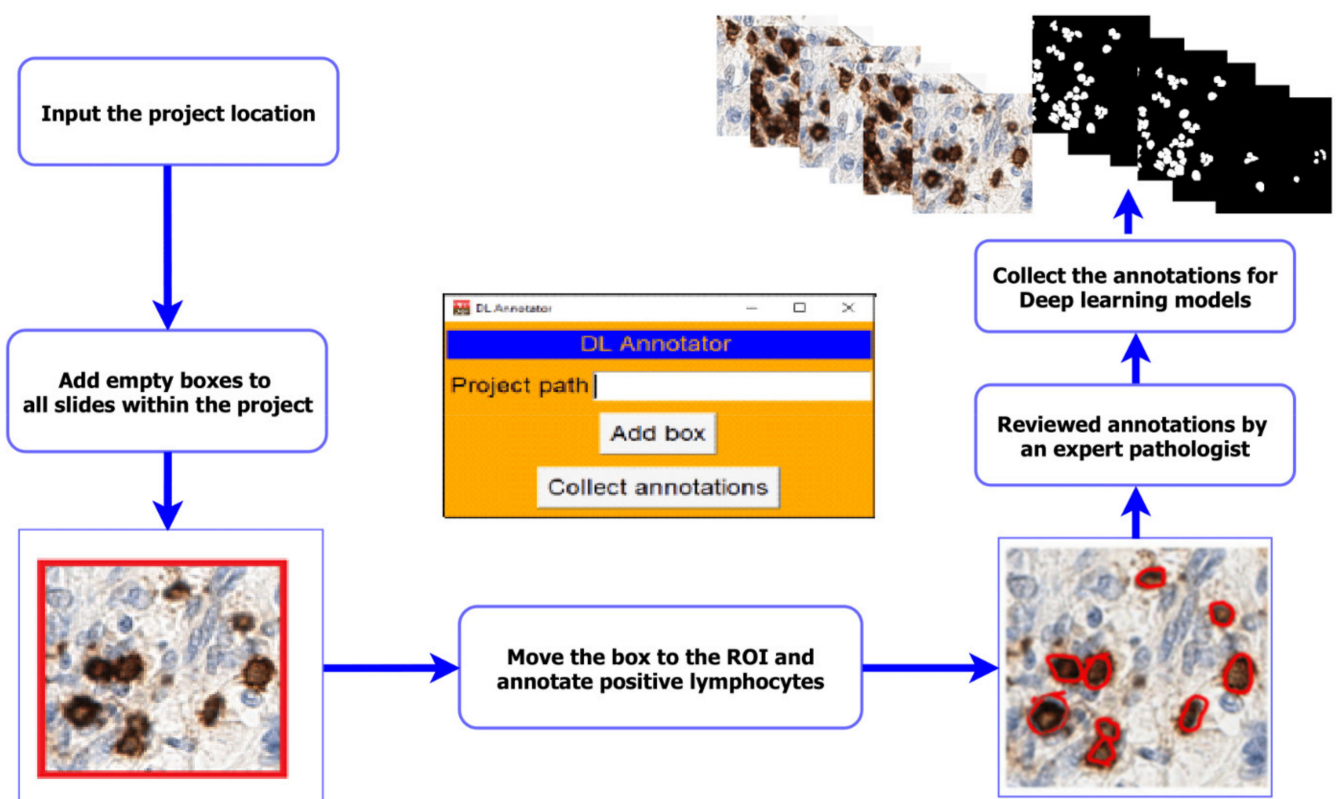 Input the project location
Add empty boxes to
all slides within the project
DL Annotator
DL Annotator
Project path
Add box
Collect annotations
Move the box to the ROI and
annotate positive lymphocytes
Reviewed annotations by
an expert pathologist
Collect the annotations for
Deep learning models